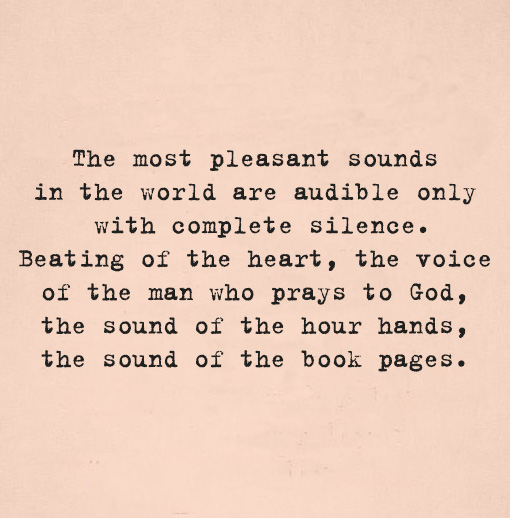 The most pleasant sounds
in the world are audible only
with complete silence.
Beating of the heart, the voice
of the man who prays to God,
the sound of the hour hands,
the sound of the book pages.